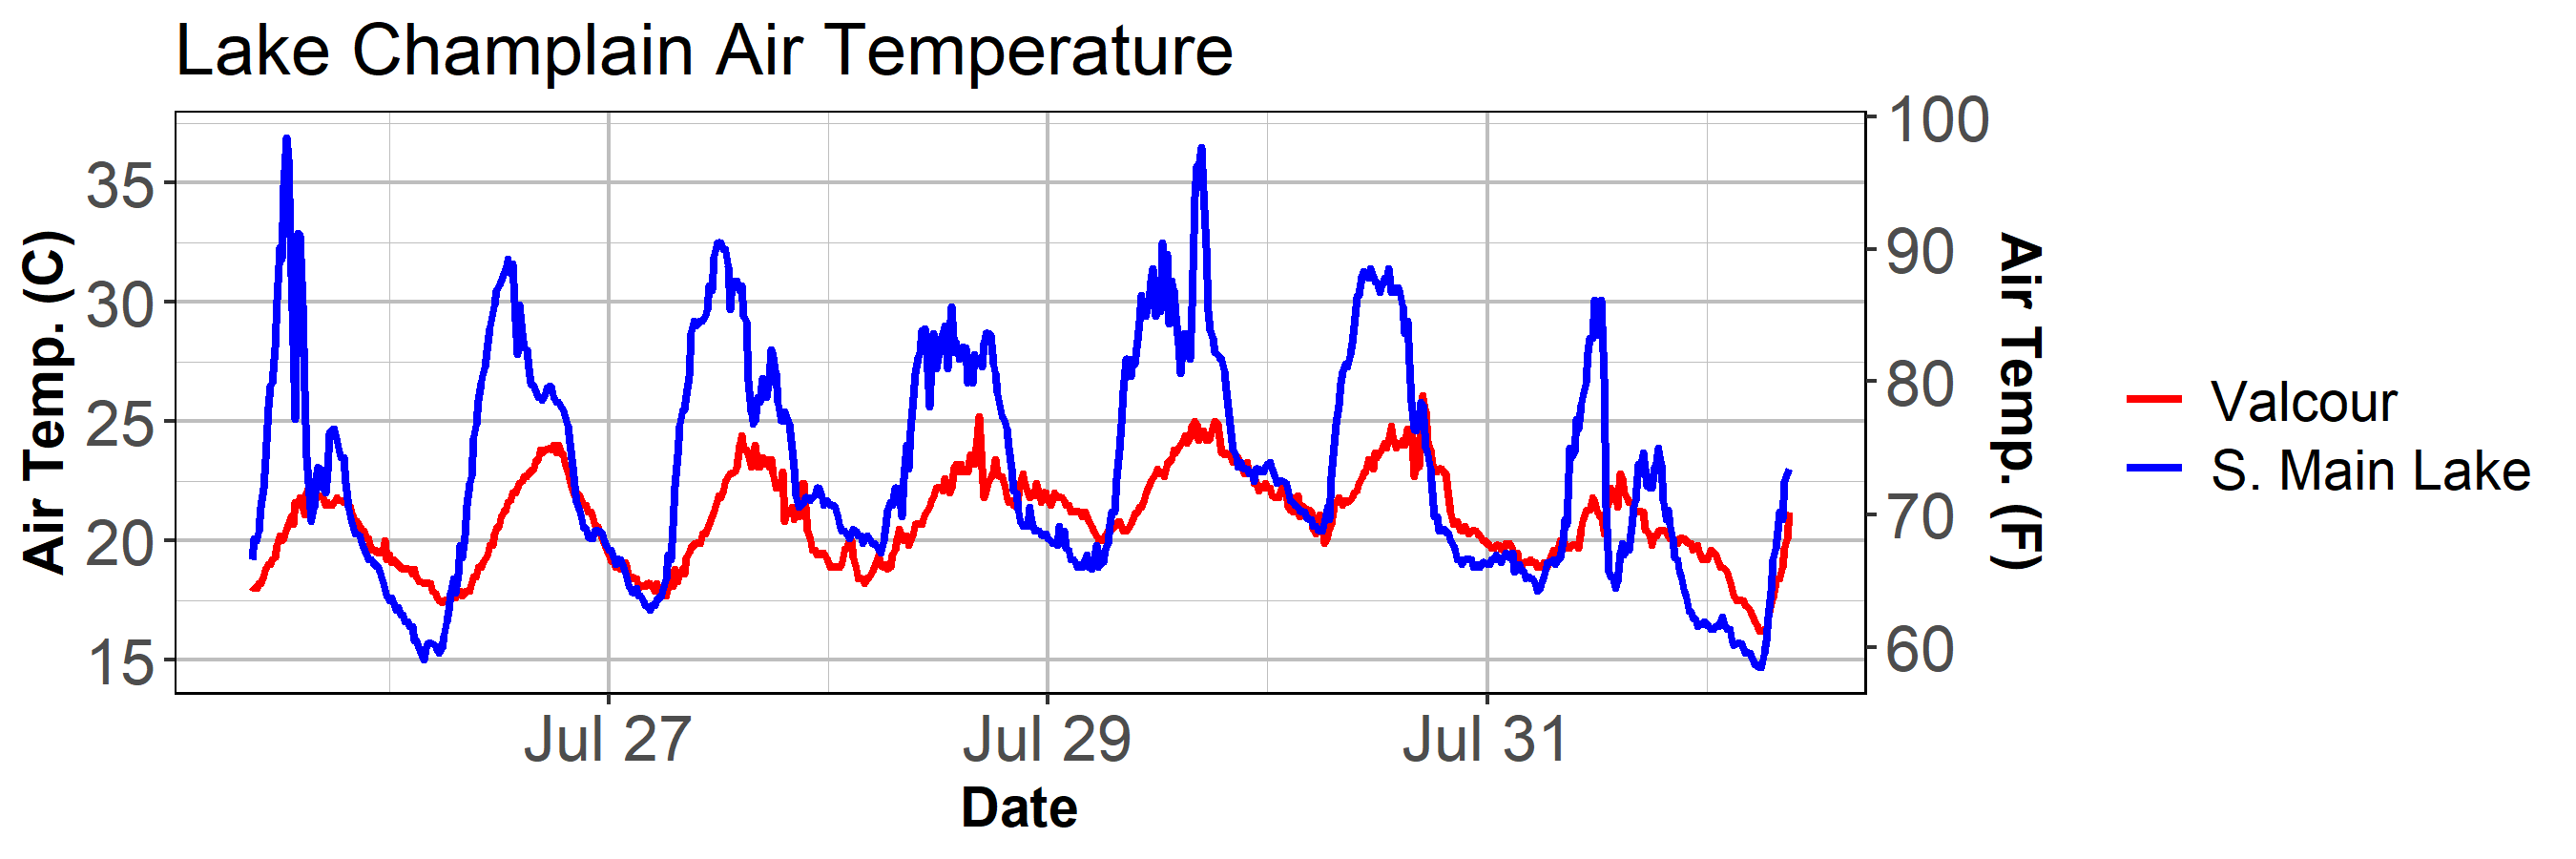 Lake Champlain Air Temperature
Air Temp. (C)
35
30
25
20
15
100
90
80
70
60
Air Temp. (F)
Jul 27
Jul 29
Jul 31
Date
Valcour
S. Main Lake